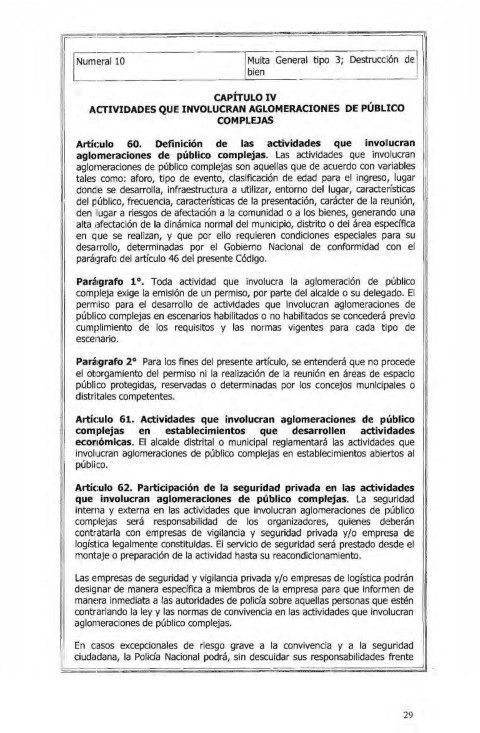 Numeral 10
Multa General tipo 3; Destrucción de
bien
CAPÍTULO IV
ACTIVIDADES QUE INVOLUCRAN AGLOMERACIONES DE PÚBLICO
COMPLEJAS
Artículo 60. Definición de las actividades que involucran
aglomeraciones de público complejas. Las actividades que involucran
aglomeraciones de público complejas son aquellas que de acuerdo con variables
tales como: aforo, tipo de evento, clasificación de edad para el ingreso, lugar
donde se desarrolla, infraestructura a utilizar, entorno del lugar, características
del público, frecuencia, características de la presentación, carácter de la reunión,
den lugar a riesgos de afectación a la comunidad o a los bienes, generando una
alta afectación de la dinámica normal del municipio, distrito o del área específica
en que se realizan, y que por ello requieren condiciones especiales para su
desarrollo, determinadas por el Gobierno Nacional de conformidad con el
parágrafo del artículo 46 del presente Código.
Parágrafo 1°. Toda actividad que involucra la aglomeración de público
compleja exige la emisión de un permiso, por parte del alcalde o su delegado. El
permiso para el desarrollo de actividades que involucran aglomeraciones de
público complejas en escenarios habilitados o no habilitados se concederá previo
cumplimiento de los requisitos y las normas vigentes para cada tipo de
escenario.
Parágrafo 2° Para los fines del presente artículo, se entenderá que no procede
el otorgamiento del permiso ni la realización de la reunión en áreas de espacio
público protegidas, reservadas o determinadas por los concejos municipales o
distritales competentes.
Artículo 61. Actividades que involucran aglomeraciones de público
complejas en establecimientos que desarrollen actividades
económicas. El alcalde distrital o municipal reglamentará las actividades que
involucran aglomeraciones de público complejas en establecimientos abiertos al
público.
Artículo 62. Participación de la seguridad privada en las actividades
que involucran aglomeraciones de público complejas. La seguridad
interna y externa en las actividades que involucran aglomeraciones de público
complejas será responsabilidad de los organizadores, quienes deberán
contratarla con empresas de vigilancia y seguridad privada y/o empresa de
logística legalmente constituidas. El servicio de seguridad será prestado desde el
montaje o preparación de la actividad hasta su reacondicionamiento.
Las empresas de seguridad y vigilancia privada y/o empresas de logística podrán
designar de manera específica a miembros de la empresa para que informen de
manera inmediata a las autoridades de policía sobre aquellas personas que estén
contrariando la ley y las normas de convivencia en las actividades que involucran
aglomeraciones de público complejas.
En casos excepcionales de riesgo grave a la convivencia y a la seguridad
ciudadana, la Policía Nacional podrá, sin descuidar sus responsabilidades frente
29